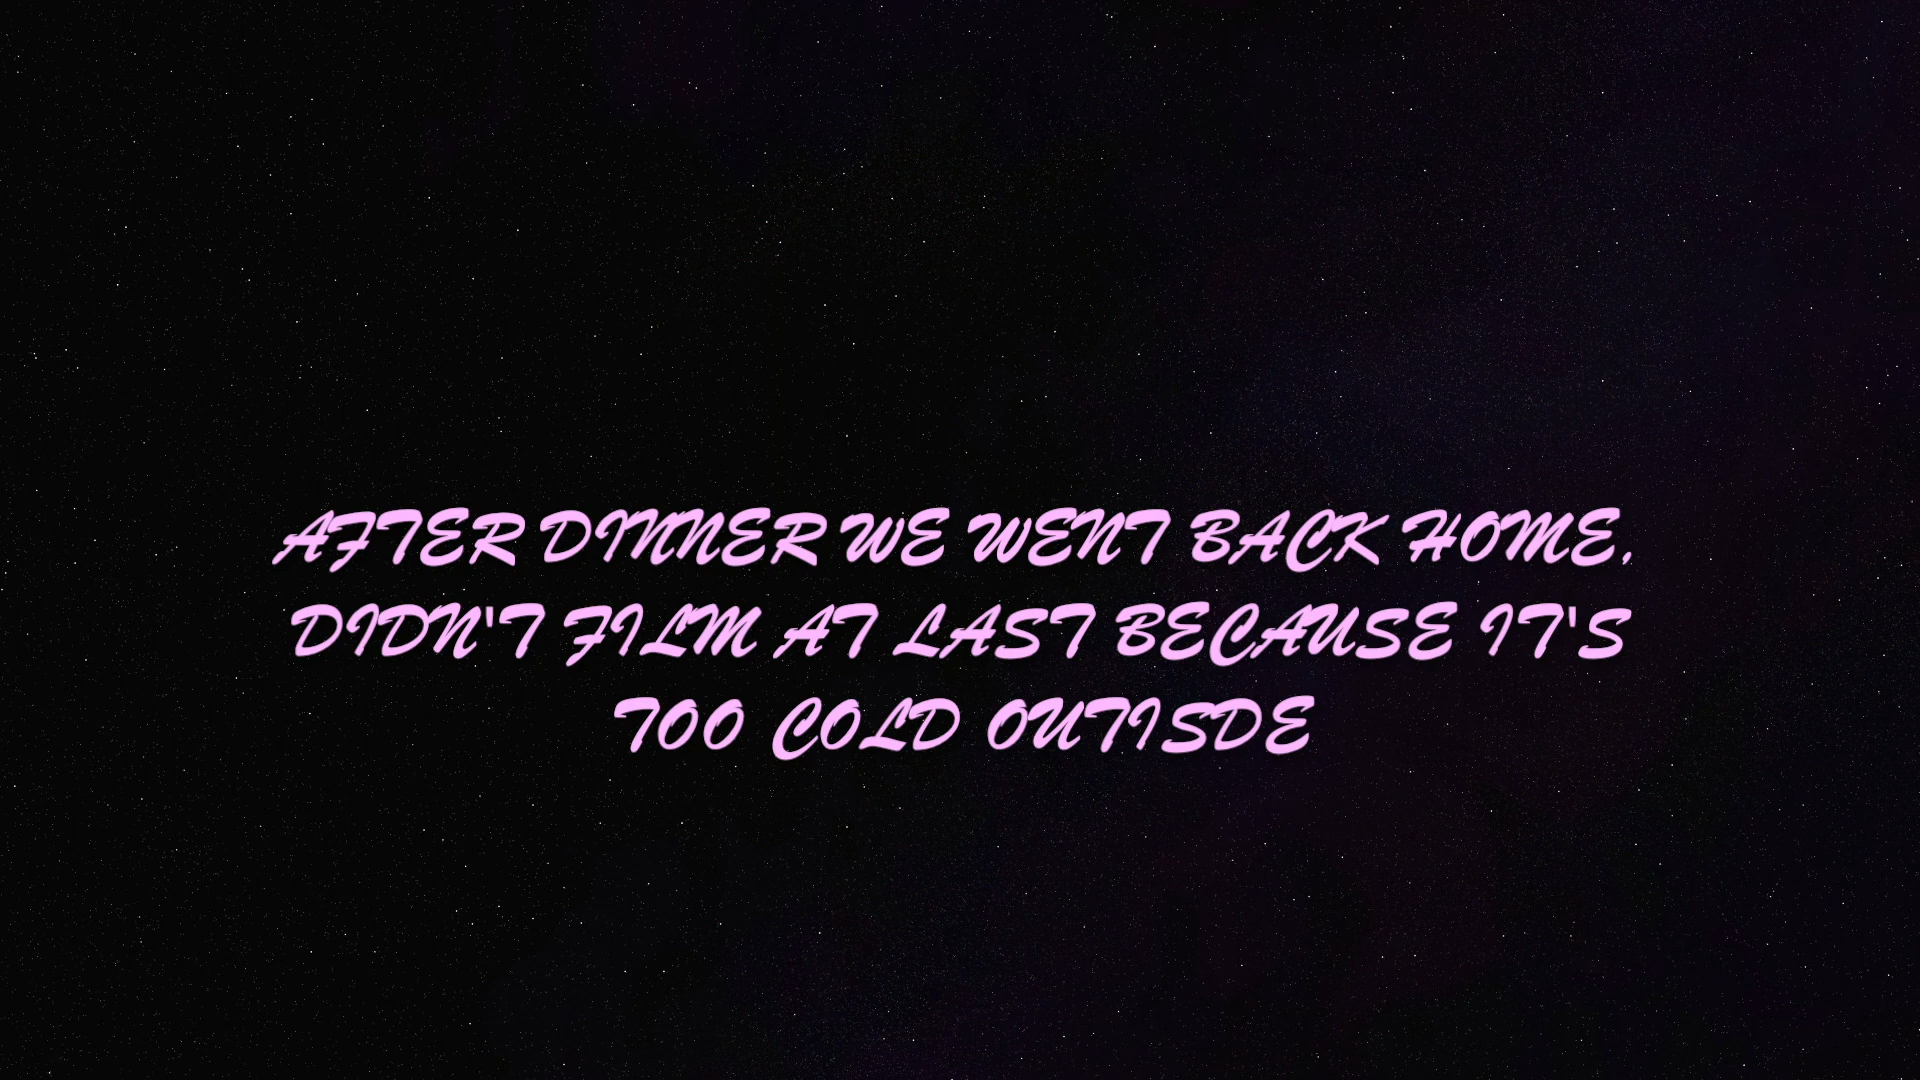 AFTER DINNER WE WENT BACK HOME,
DIDN'T FILM AT LAST BECAUSE IT'S
TOO COLD OUTISDE